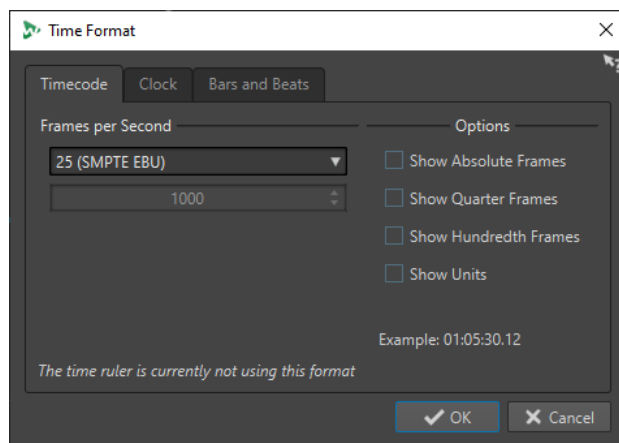 Time Format
Timecode Clock Bars and Beats
Frames per Second Options
25 (SMPTE EBU) Show Absolute Frames
1000 Show Quarter Frames
Show Hundredth Frames
Show Units
Example: 01:05:30.12
The time ruler is currently not using this format
OK Cancel